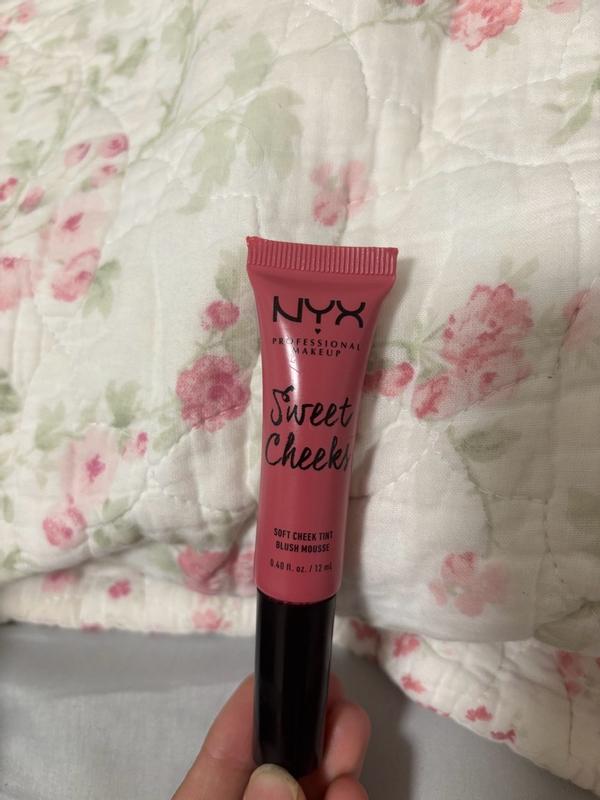 NYX
PROFESSIONAL
MAKEUP
Sweet
Cheeks
SOFT CHEEK TINT
BLUSH MOUSSE
0.40 fl. oz. / 12 mL